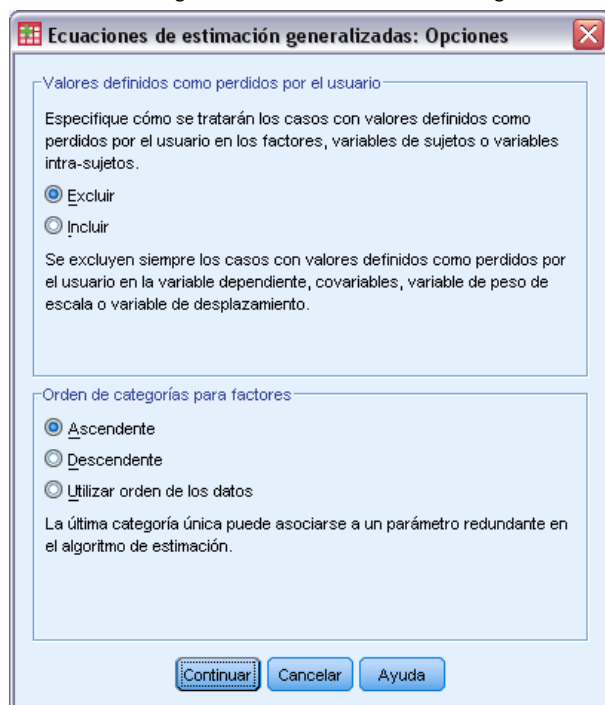 Ecuaciones de estimación generalizadas: Opciones
Valores definidos como perdidos por el usuario
Especifique cómo se tratarán los casos con valores definidos como
perdidos por el usuario en los factores, variables de sujetos o variables
intra-sujetos.
Excluir
Incluir
Se excluyen siempre los casos con valores definidos como perdidos por
el usuario en la variable dependiente, covariables, variable de peso de
escala o variable de desplazamiento.
Orden de categorías para factores
Ascendente
Descendente
Utilizar orden de los datos
La última categoría única puede asociarse a un parámetro redundante en
el algoritmo de estimación.
Continuar Cancelar Ayuda